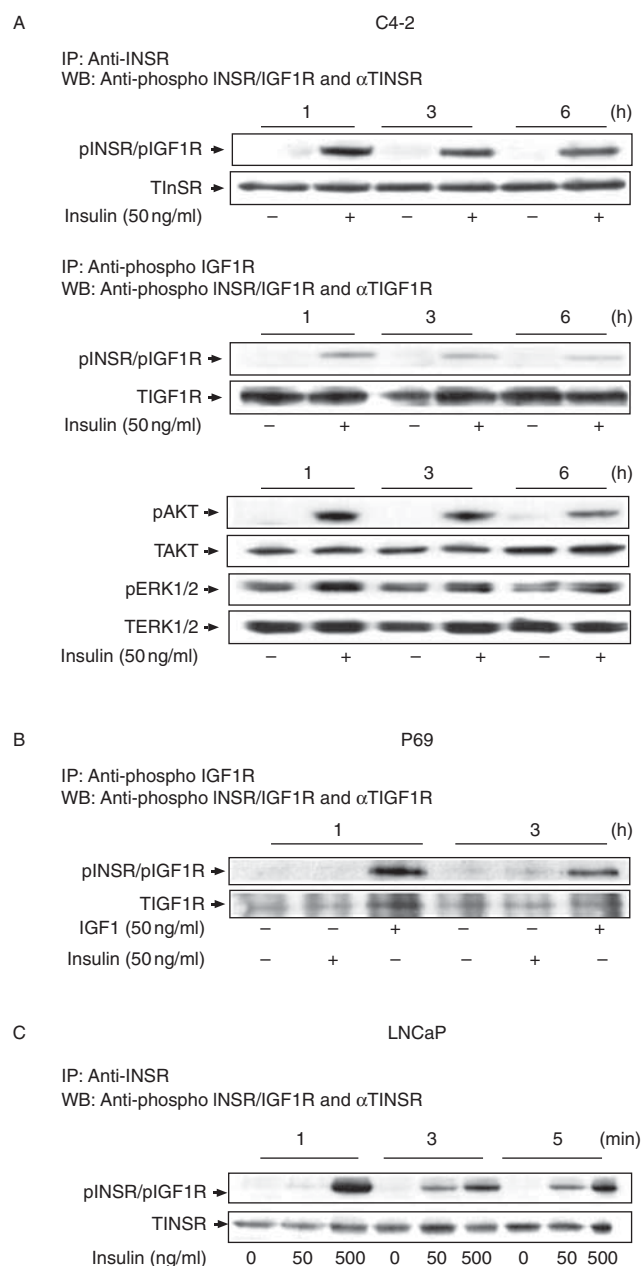 A C4-2
IP: Anti-INSR
WB: Anti-phospho INSR/IGF1R and αTINSR
1 3 6 (h)
pINSR/pIGF1R
TInSR
Insulin (50 ng/ml) – + – + – +
IP: Anti-phospho IGF1R
WB: Anti-phospho INSR/IGF1R and αTIGF1R
1 3 6 (h)
pINSR/pIGF1R
TIGF1R
Insulin (50 ng/ml) – + – + – +
1 3 6 (h)
pAKT
TAKT
pERK1/2
TERK1/2
Insulin (50 ng/ml) – + – + – +
B P69
IP: Anti-phospho IGF1R
WB: Anti-phospho INSR/IGF1R and αTIGF1R
1 3 (h)
pINSR/pIGF1R
TIGF1R
IGF1 (50 ng/ml) – – + – – +
Insulin (50 ng/ml) – + – – + –
C LNCaP
IP: Anti-INSR
WB: Anti-phospho INSR/IGF1R and αTINSR
1 3 5 (min)
pINSR/pIGF1R
TINSR
Insulin (ng/ml) 0 50 500 0 50 500 0 50 500